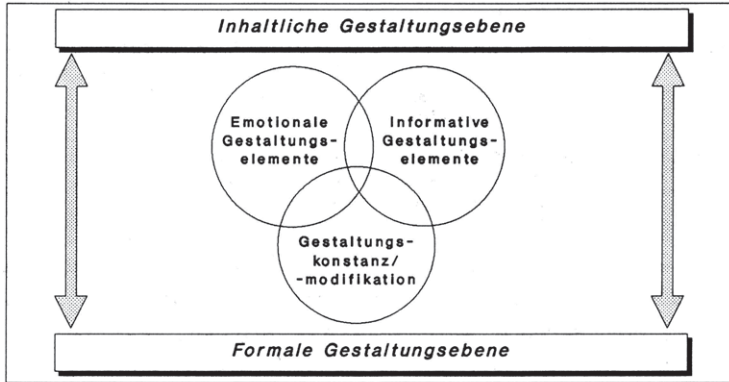 Inhaltliche Gestaltungsebene
Emotionale
Gestaltungs-
elemente
Informative
Gestaltungs-
elemente
Gestaltungs-
konstanz/
-modifikation
Formale Gestaltungsebene